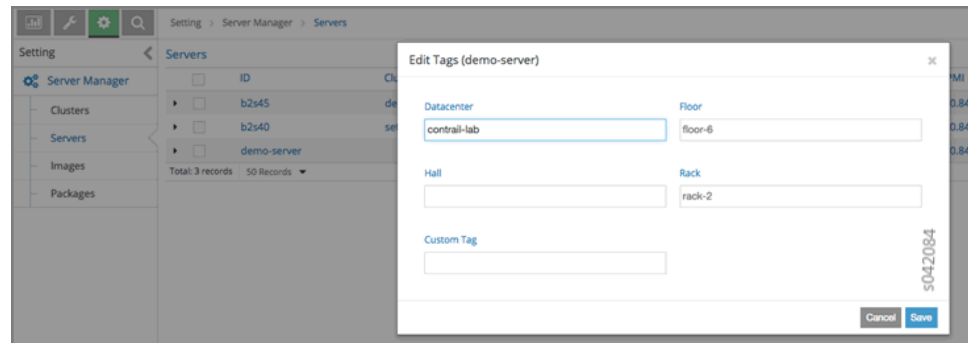 Setting > Server Manager > Servers
Setting
Server Manager
Clusters
Servers
Images
Packages
Servers
ID
b2s45
b2s40
demo-server
Total: 3 records 50 Records
Edit Tags (demo-server)
×
Datacenter
contrail-lab
Floor
floor-6
Hall
Rack
rack-2
Custom Tag
Cancel Save
s042084